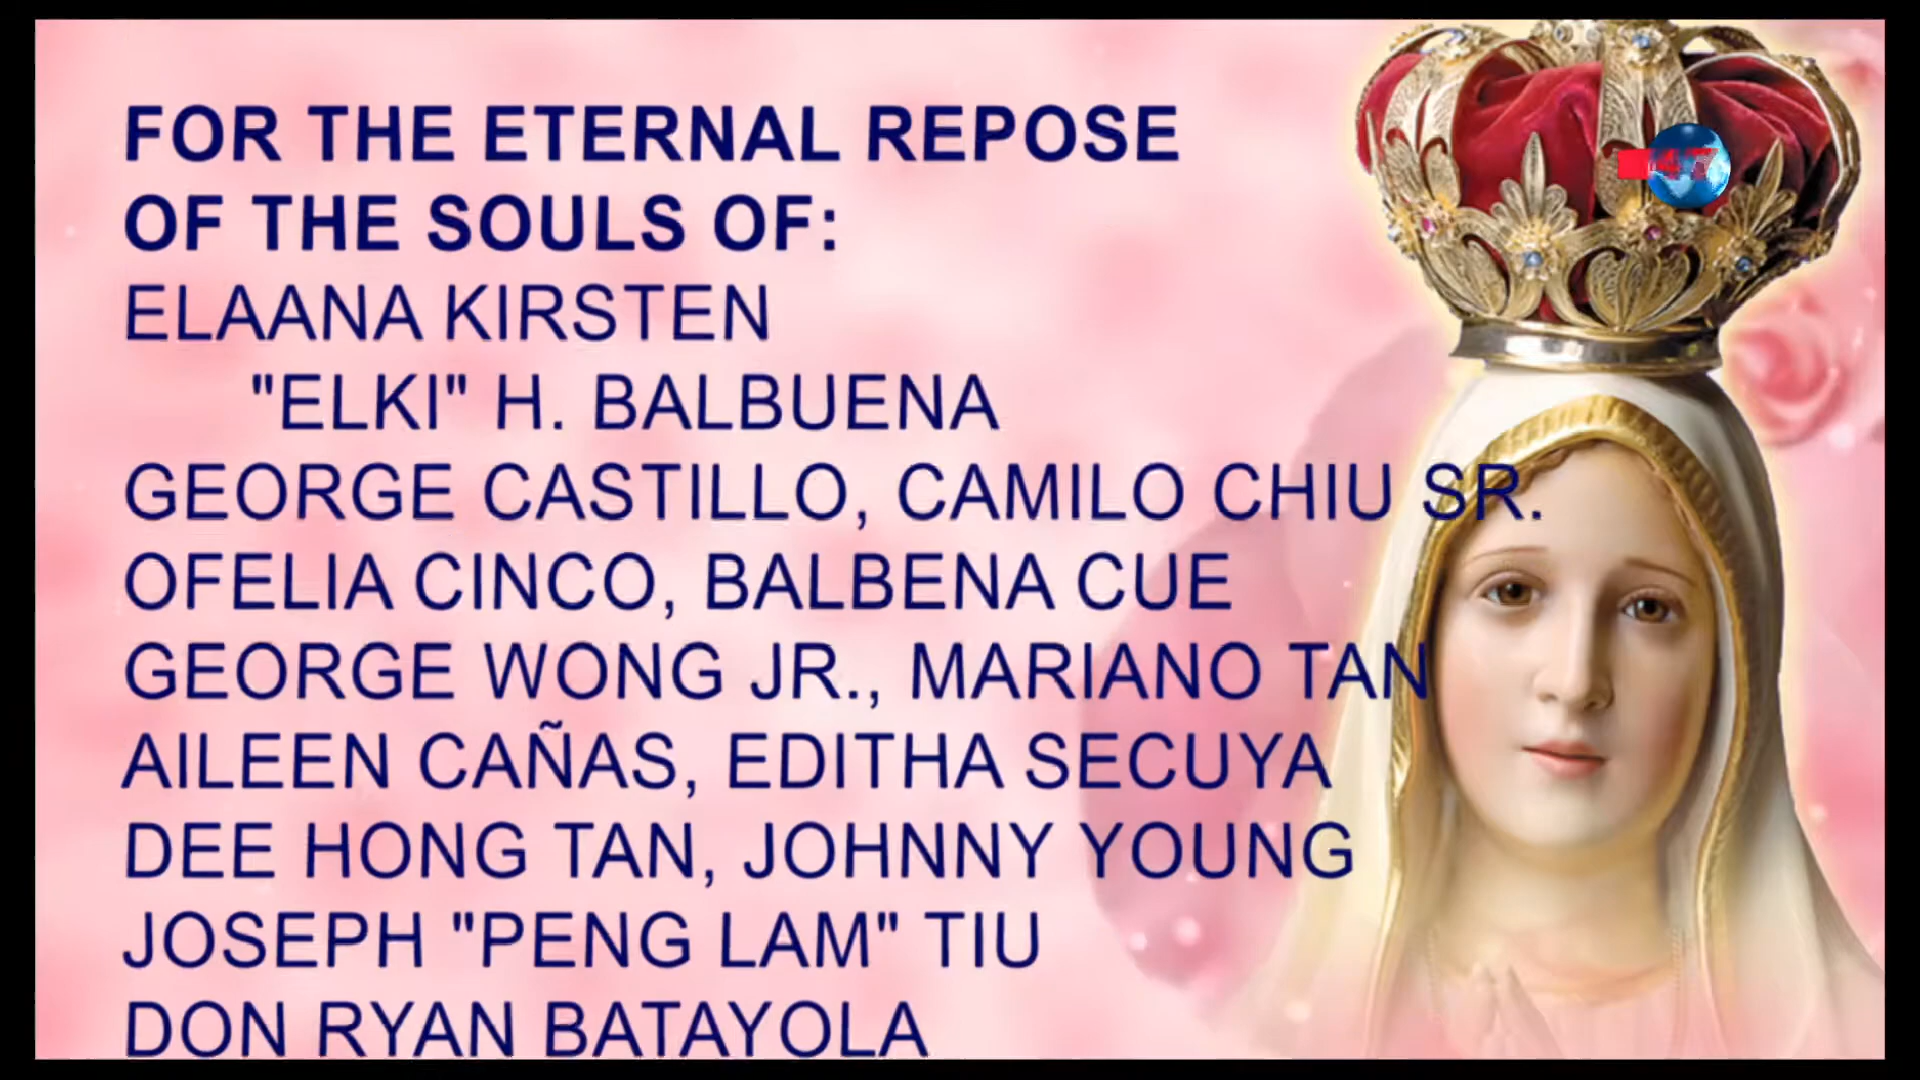 FOR THE ETERNAL REPOSE
OF THE SOULS OF:
ELAANA KIRSTEN
"ELKI" H. BALBUENA
GEORGE CASTILLO, CAMILO CHIU SR.
OFELIA CINCO, BALBENA CUE
GEORGE WONG JR., MARIANO TAN
AILEEN CAÑAS, EDITHA SECUYA
DEE HONG TAN, JOHNNY YOUNG
JOSEPH "PENG LAM" TIU
DON RYAN BATAYOLA
47